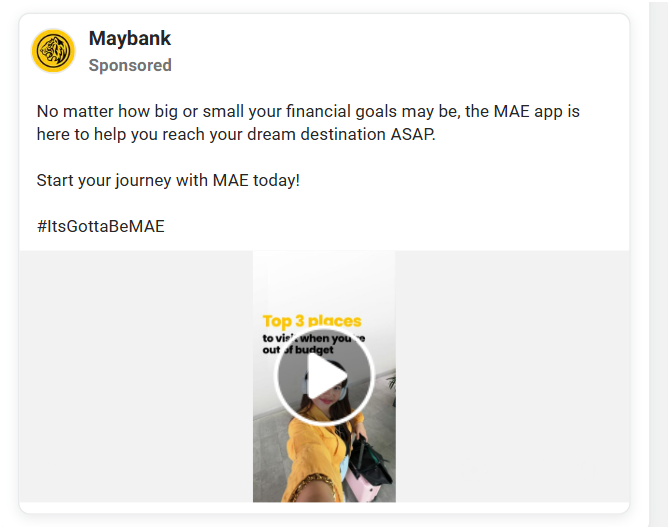 Maybank
Sponsored
No matter how big or small your financial goals may be, the MAE app is
here to help you reach your dream destination ASAP.
Start your journey with MAE today!
#ItsGottaBeMAE
Top 3 places
to visit when you're
out of budget